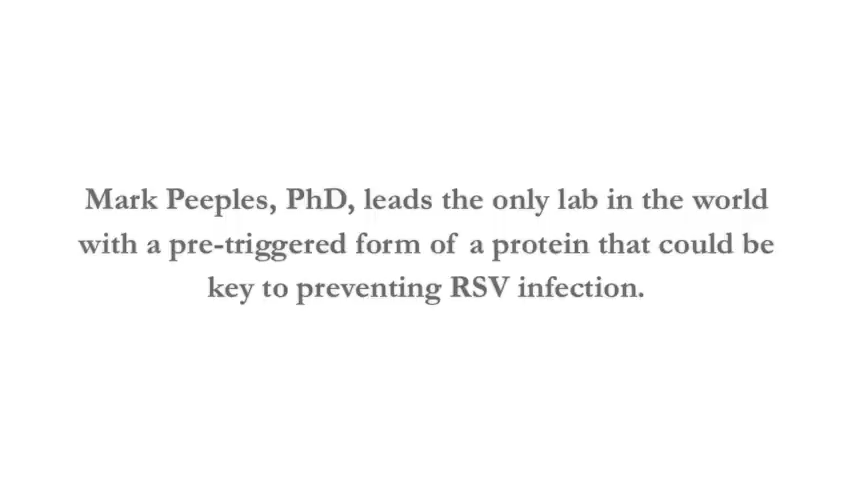 Mark Peeples, PhD, leads the only lab in the world
with a pre-triggered form of a protein that could be
key to preventing RSV infection.